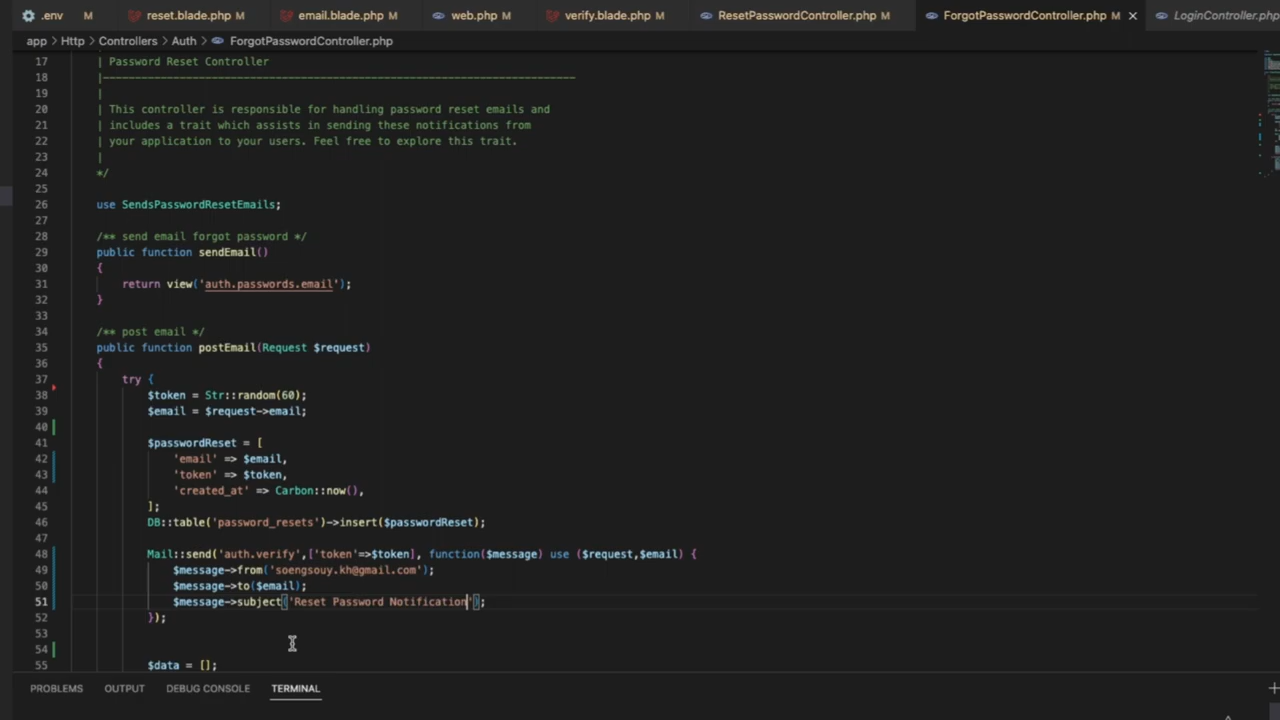 .env M reset.blade.php M email.blade.php M web.php M verify.blade.php M ResetPasswordController.php M ForgotPasswordController.php M LoginController.php
app > Http > Controllers > Auth > ForgotPasswordController.php
17 | Password Reset Controller
18 |--------------------------------------------------------------------------
19 |
20 | This controller is responsible for handling password reset emails and
21 | includes a trait which assists in sending these notifications from
22 | your application to your users. Feel free to explore this trait.
23 |
24 */
25
26 use SendsPasswordResetEmails;
27
28 /** send email forgot password */
29 public function sendEmail()
30 {
31 return view('auth.passwords.email');
32 }
33
34 /** post email */
35 public function postEmail(Request $request)
36 {
37 try {
38 $token = Str::random(60);
39 $email = $request->email;
40
41 $passwordReset = [
42 'email' => $email,
43 'token' => $token,
44 'created_at' => Carbon::now(),
45 ];
46 DB::table('password_resets')->insert($passwordReset);
47
48 Mail::send('auth.verify',['token'=>$token], function($message) use ($request,$email) {
49 $message->from('soengsouy.kh@gmail.com');
50 $message->to($email);
51 $message->subject('Reset Password Notification');
52 });
53
54
55 $data = [];
PROBLEMS OUTPUT DEBUG CONSOLE TERMINAL